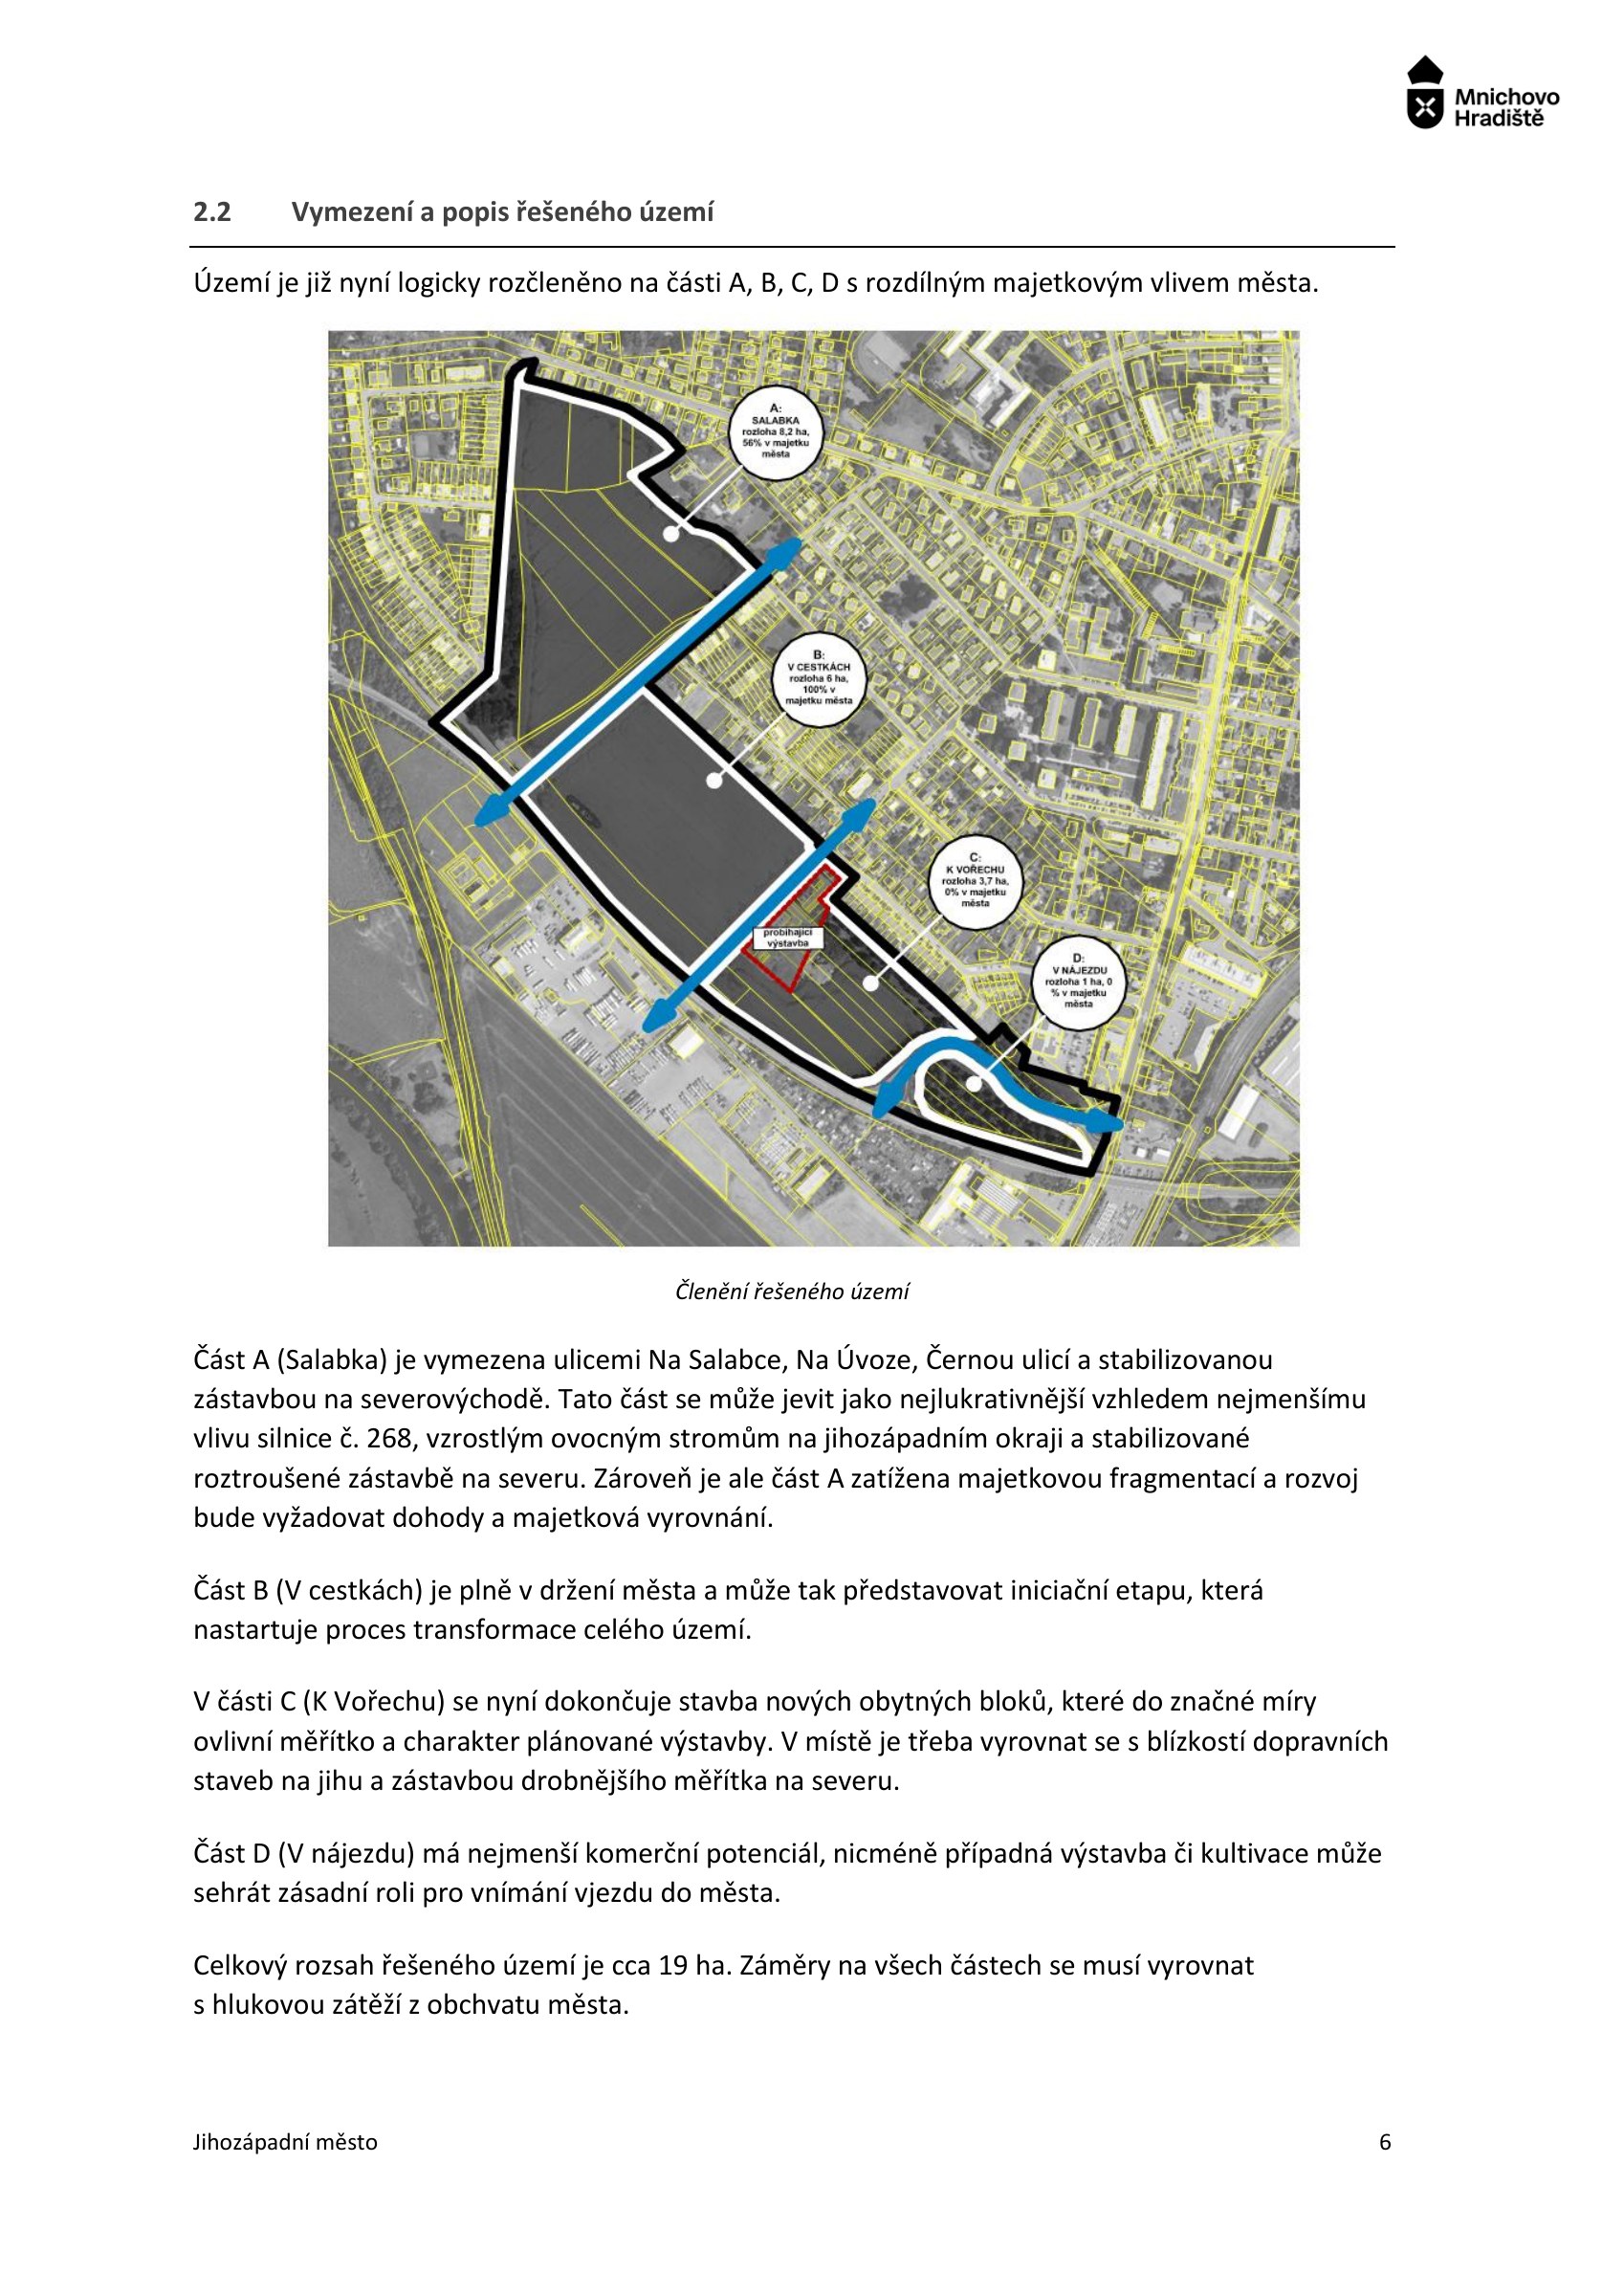 Mnichovo
Hradiště
2.2 Vymezení a popis řešeného území
Území je již nyní logicky rozčleněno na části A, B, C, D s rozdílným majetkovým vlivem města.
A:
SALABKA
rozloha 8,2 ha,
56% v majetku
města
B:
V CESTKÁCH
rozloha 6 ha,
100% v
majetku města
C:
K VOŘECHU
rozloha 3,7 ha,
0% v majetku
města
probíhající
výstavba
D:
V NÁJEZDU
rozloha 1 ha, 0
% v majetku
města
Členění řešeného území
Část A (Salabka) je vymezena ulicemi Na Salabce, Na Úvoze, Černou ulicí a stabilizovanou
zástavbou na severovýchodě. Tato část se může jevit jako nejlukrativnější vzhledem nejmenšímu
vlivu silnice č. 268, vzrostlým ovocným stromům na jihozápadním okraji a stabilizované
roztroušené zástavbě na severu. Zároveň je ale část A zatížena majetkovou fragmentací a rozvoj
bude vyžadovat dohody a majetková vyrovnání.
Část B (V cestkách) je plně v držení města a může tak představovat iniciační etapu, která
nastartuje proces transformace celého území.
V části C (K Vořechu) se nyní dokončuje stavba nových obytných bloků, které do značné míry
ovlivní měřítko a charakter plánované výstavby. V místě je třeba vyrovnat se s blízkostí dopravních
staveb na jihu a zástavbou drobnějšího měřítka na severu.
Část D (V nájezdu) má nejmenší komerční potenciál, nicméně případná výstavba či kultivace může
sehrát zásadní roli pro vnímání vjezdu do města.
Celkový rozsah řešeného území je cca 19 ha. Záměry na všech částech se musí vyrovnat
s hlukovou zátěží z obchvatu města.
Jihozápadní město 6